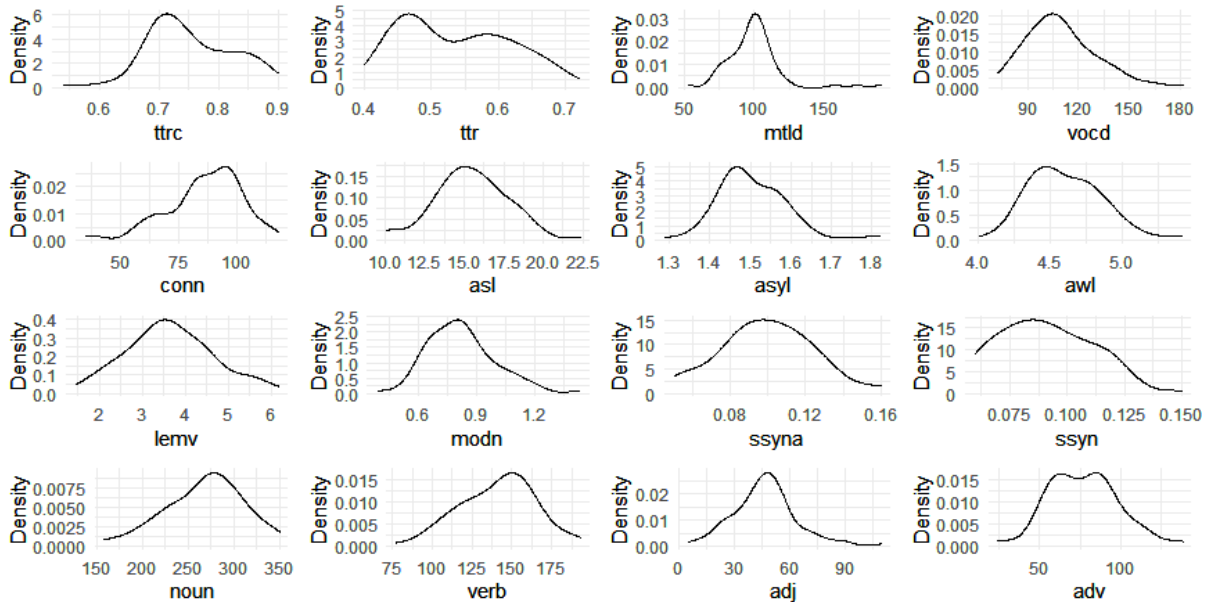 Density 6 4 2 0 0.6 0.7 0.8 0.9 ttrc
Density 5 4 3 2 1 0 0.4 0.5 0.6 0.7 ttr
Density 0.03 0.02 0.01 0.00 50 100 150 mtld
Density 0.020 0.015 0.010 0.005 0.000 90 120 150 180 vocd
Density 0.02 0.01 0.00 50 75 100 conn
Density 0.15 0.10 0.05 0.00 10.0 12.5 15.0 17.5 20.0 22.5 asl
Density 5 4 3 2 1 0 1.3 1.4 1.5 1.6 1.7 1.8 asyl
Density 1.5 1.0 0.5 0.0 4.0 4.5 5.0 awl
Density 0.4 0.3 0.2 0.1 0.0 2 3 4 5 6 lemv
Density 2.5 2.0 1.5 1.0 0.5 0.0 0.6 0.9 1.2 modn
Density 15 10 5 0 0.08 0.12 0.16 ssyna
Density 15 10 5 0 0.075 0.100 0.125 0.150 ssyn
Density 0.0075 0.0050 0.0025 0.0000 150 200 250 300 350 noun
Density 0.015 0.010 0.005 0.000 75 100 125 150 175 verb
Density 0.02 0.01 0.00 0 30 60 90 adj
Density 0.015 0.010 0.005 0.000 50 100 adv